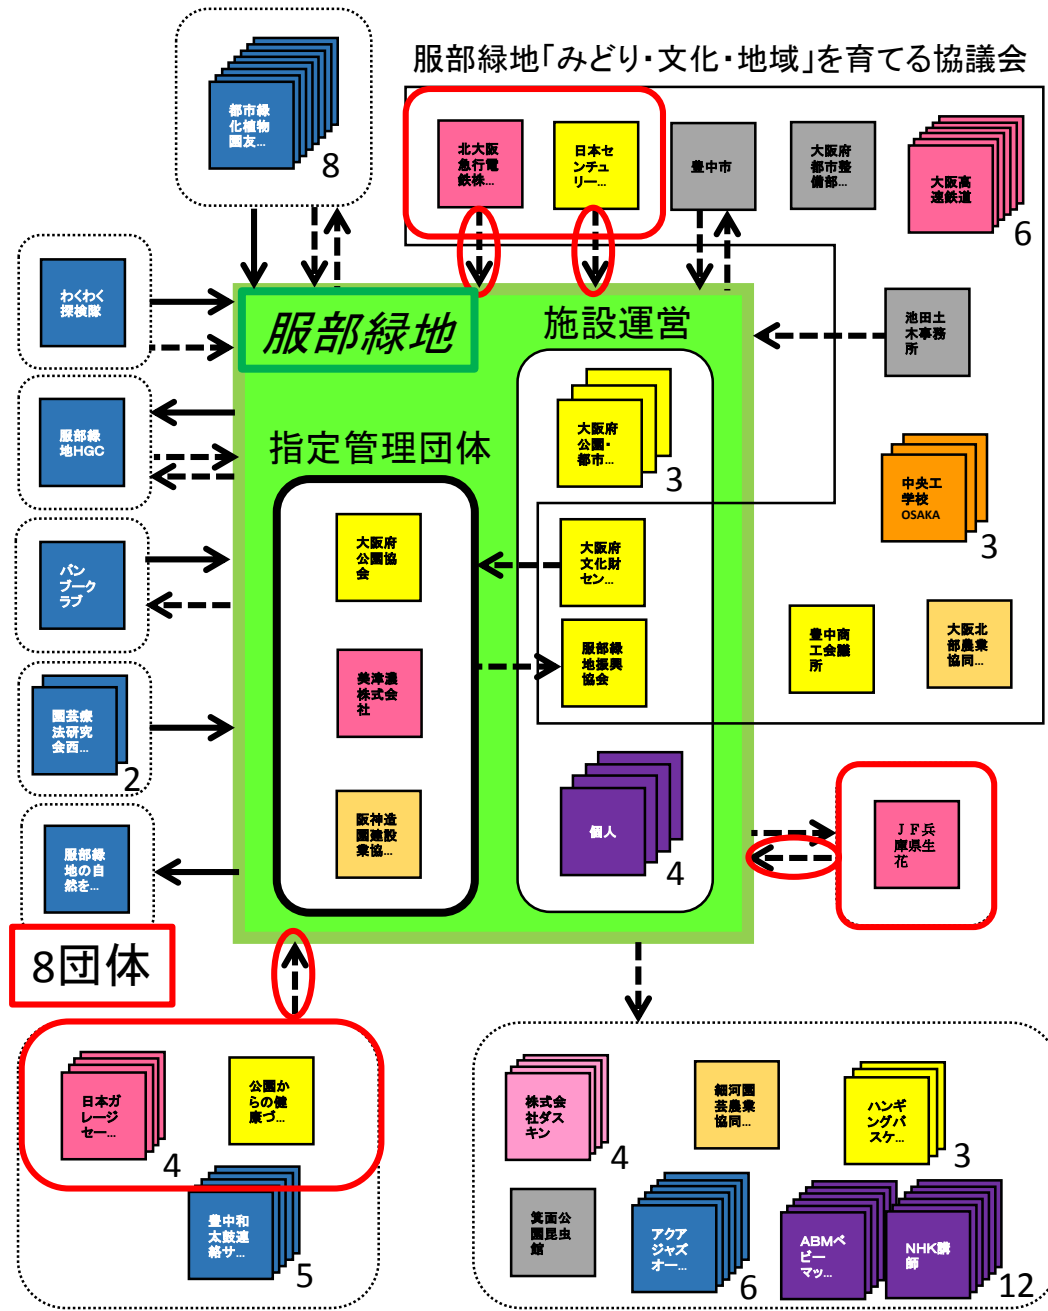 服部緑地「みどり・文化・地域」を育てる協議会
都市緑
化植物
園友...
8
北大阪
急行電
鉄株...
日本セ
ンチュ
リー...
豊中市
大阪府
都市整
備部...
大阪高
速鉄道
6
わくわく
探検隊
服部緑地
施設運営
池田土
木事務
所
服部緑
地HGC
指定管理団体
大阪府
公園・
都市...
3
中央工
学校
OSAKA
3
バン
ブーク
ラブ
大阪府
公園協
会
大阪府
文化財
セン...
服部緑
地振興
協会
豊中商
工会議
所
大阪北
部農業
協同...
園芸療
法研究
会西...
2
美津濃
株式会
社
阪神造
園建設
業協...
個人
4
JF兵
庫県生
花
服部緑
地の自
然を...
8団体
日本ガ
レージ
セー...
4
公園か
らの健
康づ...
豊中和
太鼓連
絡サ...
5
株式会
社ダス
キン
4
細河園
芸農業
協同...
ハンギ
ングバ
スケ...
3
箕面公
園昆虫
館
アクア
ジャズ
オー...
6
ABMベ
ビー
マッ...
NHK講
師
12